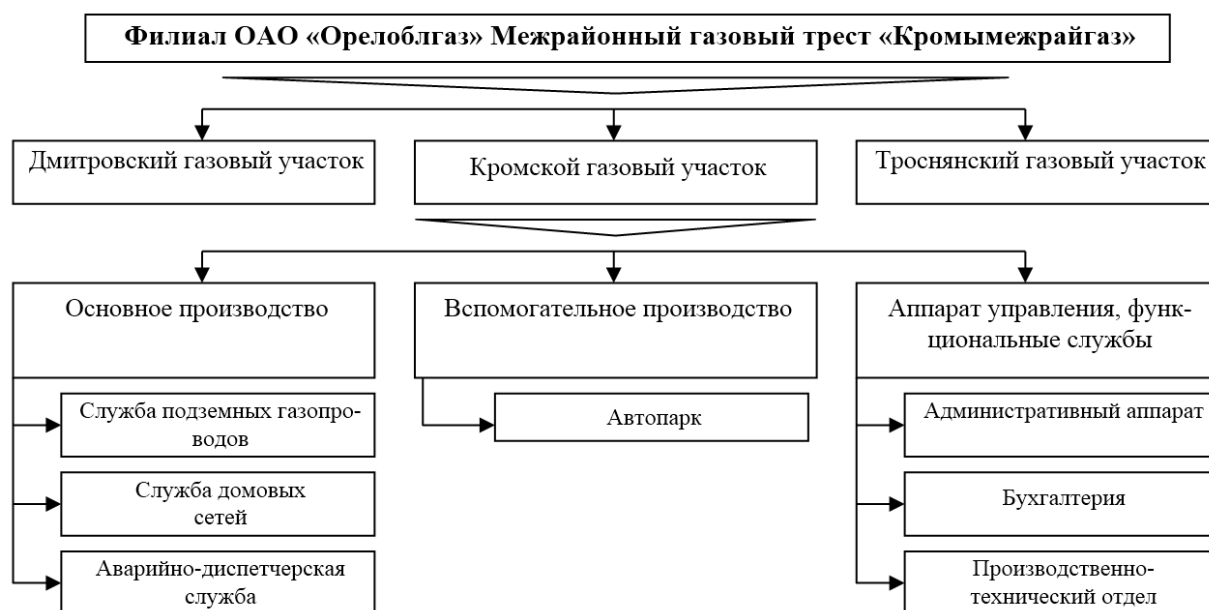 Филиал ОАО «Орелоблгаз» Межрайонный газовый трест «Кромымежрайгаз»
Дмитровский газовый участок
Кромской газовый участок
Троснянский газовый участок
Основное производство
Вспомогательное производство
Аппарат управления, функ-
циональные службы
Служба подземных газопро-
водов
Автопарк
Административный аппарат
Служба домовых
сетей
Бухгалтерия
Аварийно-диспетчерская
служба
Производственно-
технический отдел